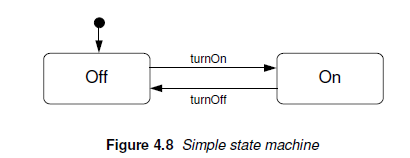 turnOn
Off
On
turnOff
Figure 4.8 Simple state machine